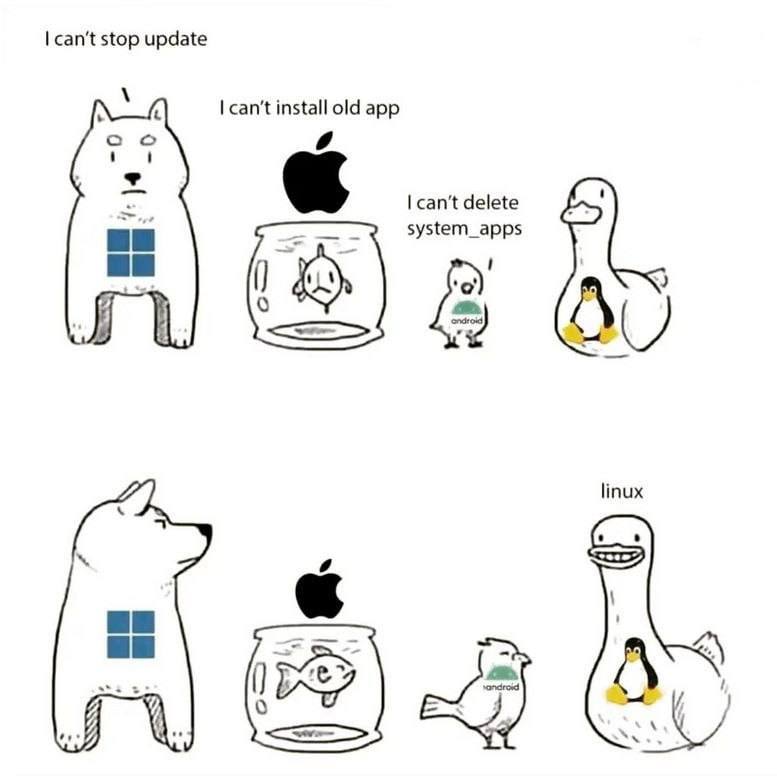 I can't stop update
I can't install old app
I can't delete
system_apps
android
linux
android